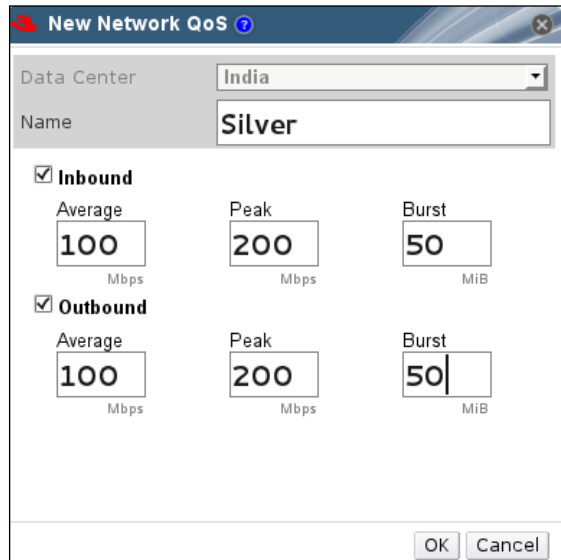 New Network QoS ?
Data Center India
Name Silver
Inbound
Average Peak Burst
100 200 50
Mbps Mbps MiB
Outbound
Average Peak Burst
100 200 50
Mbps Mbps MiB
OK Cancel